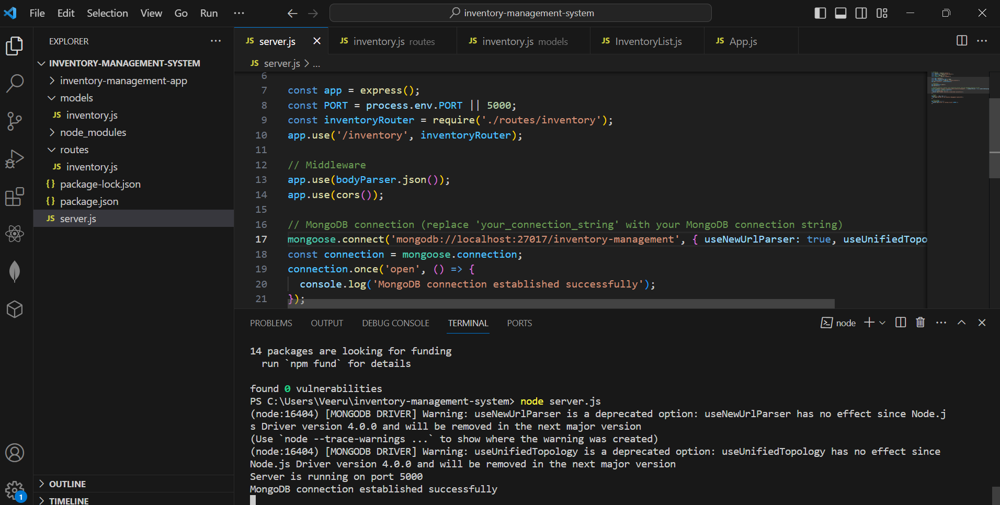 File Edit Selection View Go Run ...
inventory-management-system
EXPLORER ...
INVENTORY-MANAGEMENT-SYSTEM
inventory-management-app
models
JS inventory.js
node_modules
routes
JS inventory.js
{} package-lock.json
{} package.json
JS server.js
OUTLINE
TIMELINE
1
JS server.js
JS inventory.js routes
JS inventory.js models
JS InventoryList.js
JS App.js
JS server.js > ...
6
7 const app = express();
8 const PORT = process.env.PORT || 5000;
9 const inventoryRouter = require('./routes/inventory');
10 app.use('/inventory', inventoryRouter);
11
12 // Middleware
13 app.use(bodyParser.json());
14 app.use(cors());
15
16 // MongoDB connection (replace 'your_connection_string' with your MongoDB connection string)
17 mongoose.connect('mongodb://localhost:27017/inventory-management', { useNewUrlParser: true, useUnifiedTopo
18 const connection = mongoose.connection;
19 connection.once('open', () => {
20 console.log('MongoDB connection established successfully');
21 });
PROBLEMS OUTPUT DEBUG CONSOLE TERMINAL PORTS
node
14 packages are looking for funding
run `npm fund` for details
found 0 vulnerabilities
PS C:\Users\Veeru\inventory-management-system> node server.js
(node:16404) [MONGODB DRIVER] Warning: useNewUrlParser is a deprecated option: useNewUrlParser has no effect since Node.j
s Driver version 4.0.0 and will be removed in the next major version
(Use `node --trace-warnings ...` to show where the warning was created)
(node:16404) [MONGODB DRIVER] Warning: useUnifiedTopology is a deprecated option: useUnifiedTopology has no effect since
Node.js Driver version 4.0.0 and will be removed in the next major version
Server is running on port 5000
MongoDB connection established successfully